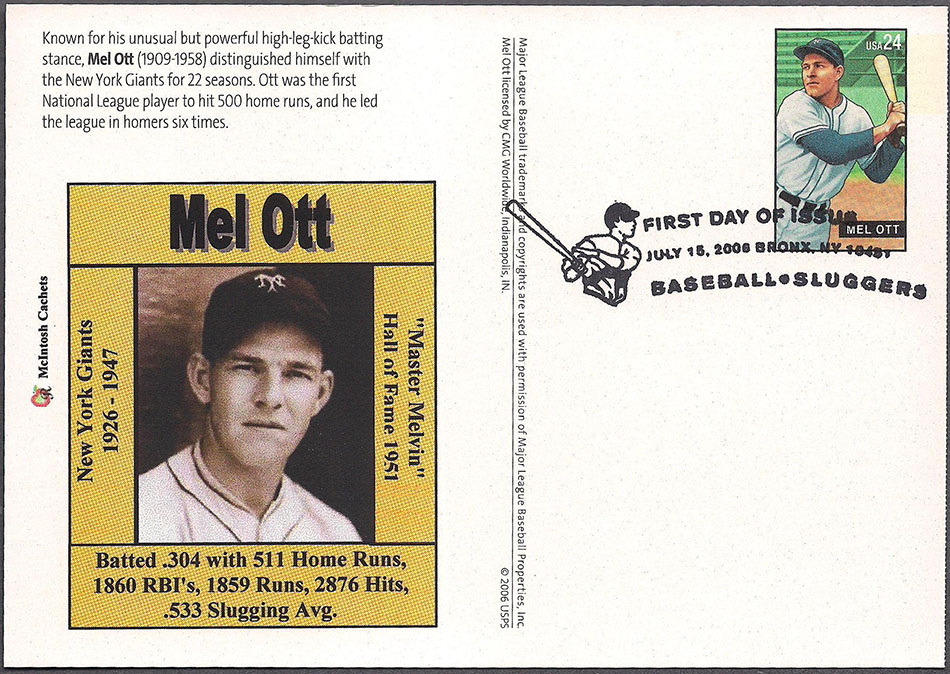 Known for his unusual but powerful high-leg-kick batting
stance, Mel Ott (1909-1958) distinguished himself with
the New York Giants for 22 seasons. Ott was the first
National League player to hit 500 home runs, and he led
the league in homers six times.
Mel Ott
McIntosh Cachets
New York Giants
1926 - 1947
"Master Melvin"
Hall of Fame 1951
Batted .304 with 511 Home Runs,
1860 RBI's, 1859 Runs, 2876 Hits,
.533 Slugging Avg.
Major League Baseball trademarks and copyrights are used with permission of Major League Baseball Properties, Inc.
Mel Ott licensed by CMG Worldwide, Indianapolis, IN.
© 2006 USPS
USA 24
MEL OTT
FIRST DAY OF ISSUE
JULY 15, 2006 BRONX, NY 10451
BASEBALL•SLUGGERS